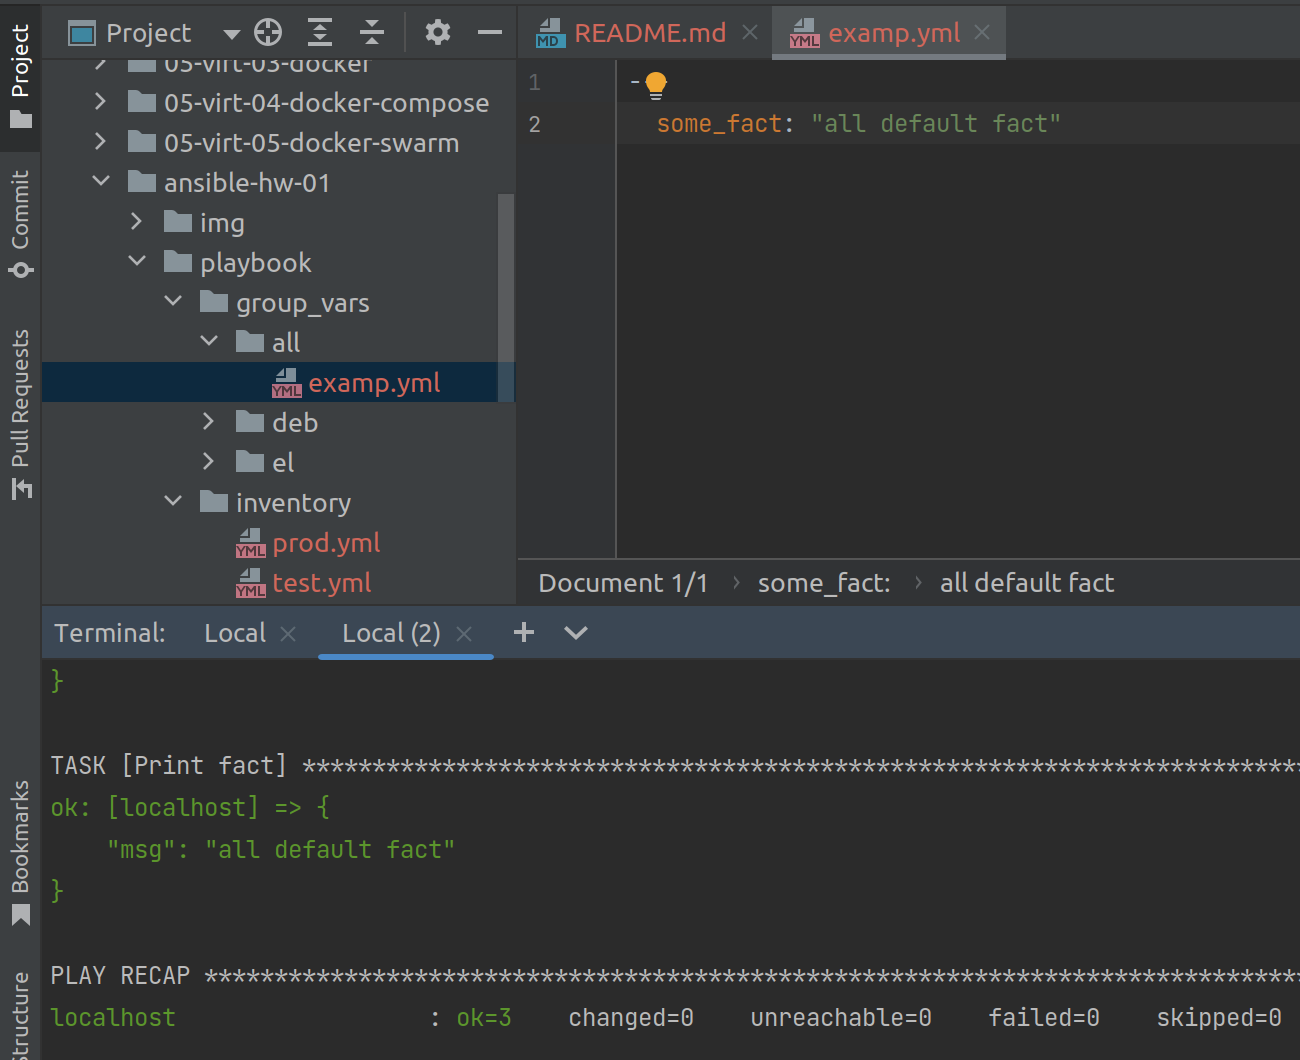 Project
README.md
examp.yml
05-virt-03-docker
05-virt-04-docker-compose
05-virt-05-docker-swarm
ansible-hw-01
img
playbook
group_vars
all
YML examp.yml
deb
el
inventory
YML prod.yml
YML test.yml
Project
Commit
Pull Requests
Bookmarks
Structure
MD
YML
1 -
2 some_fact: "all default fact"
Document 1/1 › some_fact: › all default fact
Terminal: Local Local (2)
}
TASK [Print fact] ***********************************************************************
ok: [localhost] => {
"msg": "all default fact"
}
PLAY RECAP ******************************************************************************
localhost : ok=3 changed=0 unreachable=0 failed=0 skipped=0